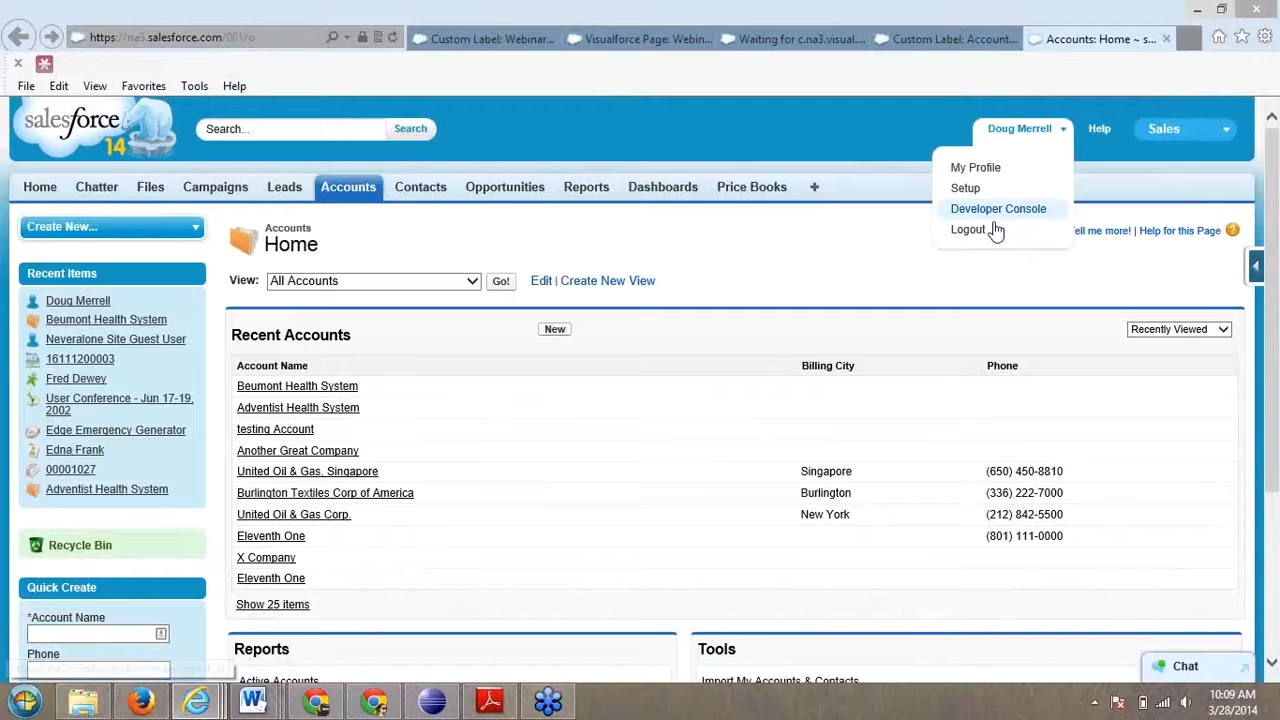 https://na3.salesforce.com/001/o
Custom Label: Webinar...
Visualforce Page: Webin...
Waiting for c.na3.visual....
Custom Label: Account...
Accounts: Home ~ s...
File Edit View Favorites Tools Help
salesforce
14
Search...
Search
Doug Merrell
Help
Sales
My Profile
Setup
Developer Console
Logout
Home Chatter Files Campaigns Leads Accounts Contacts Opportunities Reports Dashboards Price Books
Create New...
Accounts
Home
ell me more! | Help for this Page
Recent Items
Doug Merrell
Beumont Health System
Neveralone Site Guest User
16111200003
Fred Dewey
User Conference - Jun 17-19,
2002
Edge Emergency Generator
Edna Frank
00001027
Adventist Health System
Recycle Bin
Quick Create
*Account Name
Phone
View: All Accounts Go! Edit | Create New View
Recent Accounts New Recently Viewed
Account Name Billing City Phone
Beumont Health System
Adventist Health System
testing Account
Another Great Company
United Oil & Gas, Singapore Singapore (650) 450-8810
Burlington Textiles Corp of America Burlington (336) 222-7000
United Oil & Gas Corp. New York (212) 842-5500
Eleventh One (801) 111-0000
X Company
Eleventh One
Show 25 items
Reports
Active Accounts
Tools
Import My Accounts & Contacts
Chat
10:09 AM
3/28/2014